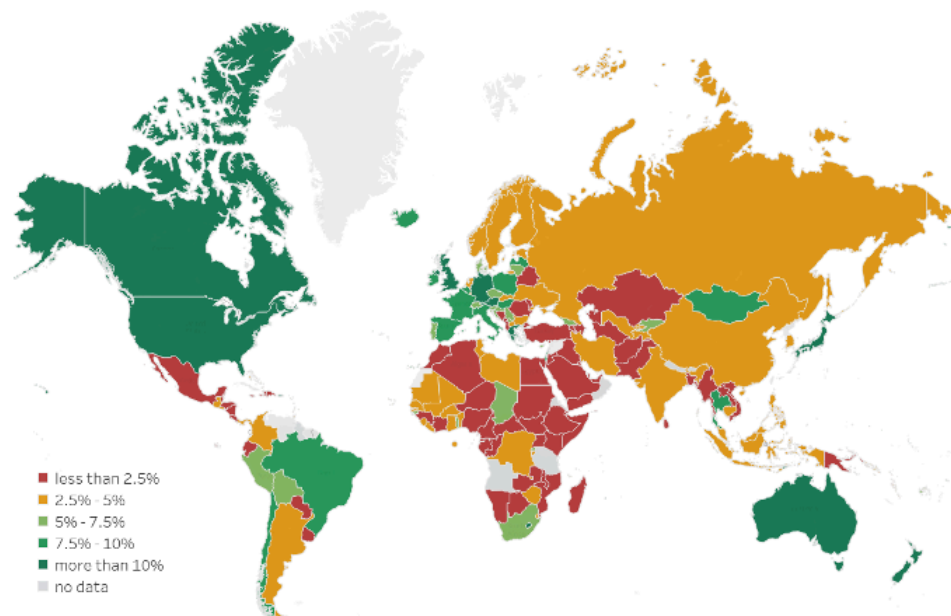 less than 2.5%
2.5% - 5%
5% - 7.5%
7.5% - 10%
more than 10%
no data